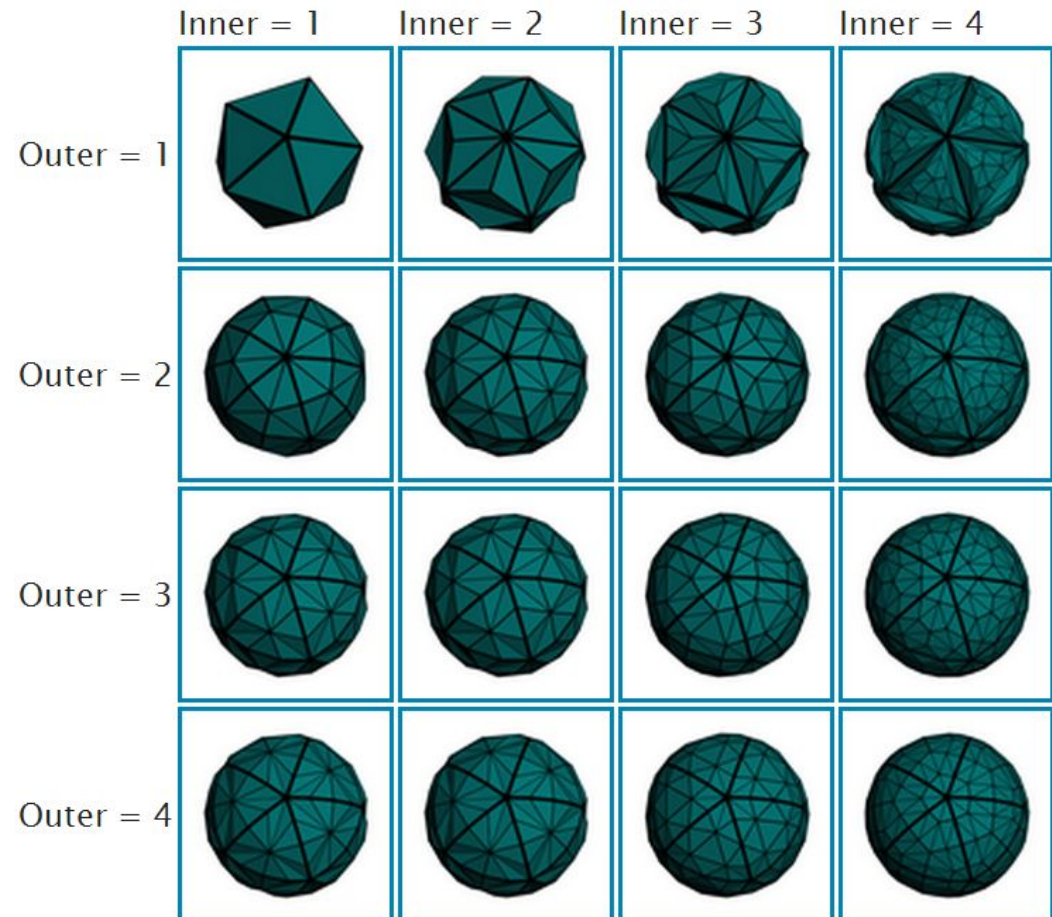 Inner = 1 Inner = 2 Inner = 3 Inner = 4
Outer = 1
Outer = 2
Outer = 3
Outer = 4